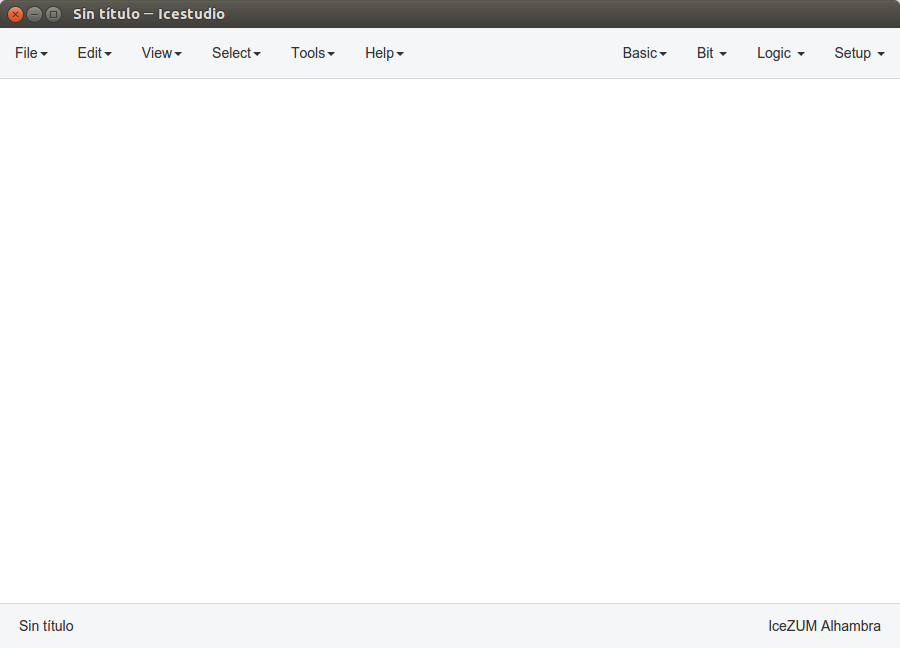 Sin título – Icestudio
File Edit View Select Tools Help Basic Bit Logic Setup
Sin título IceZUM Alhambra